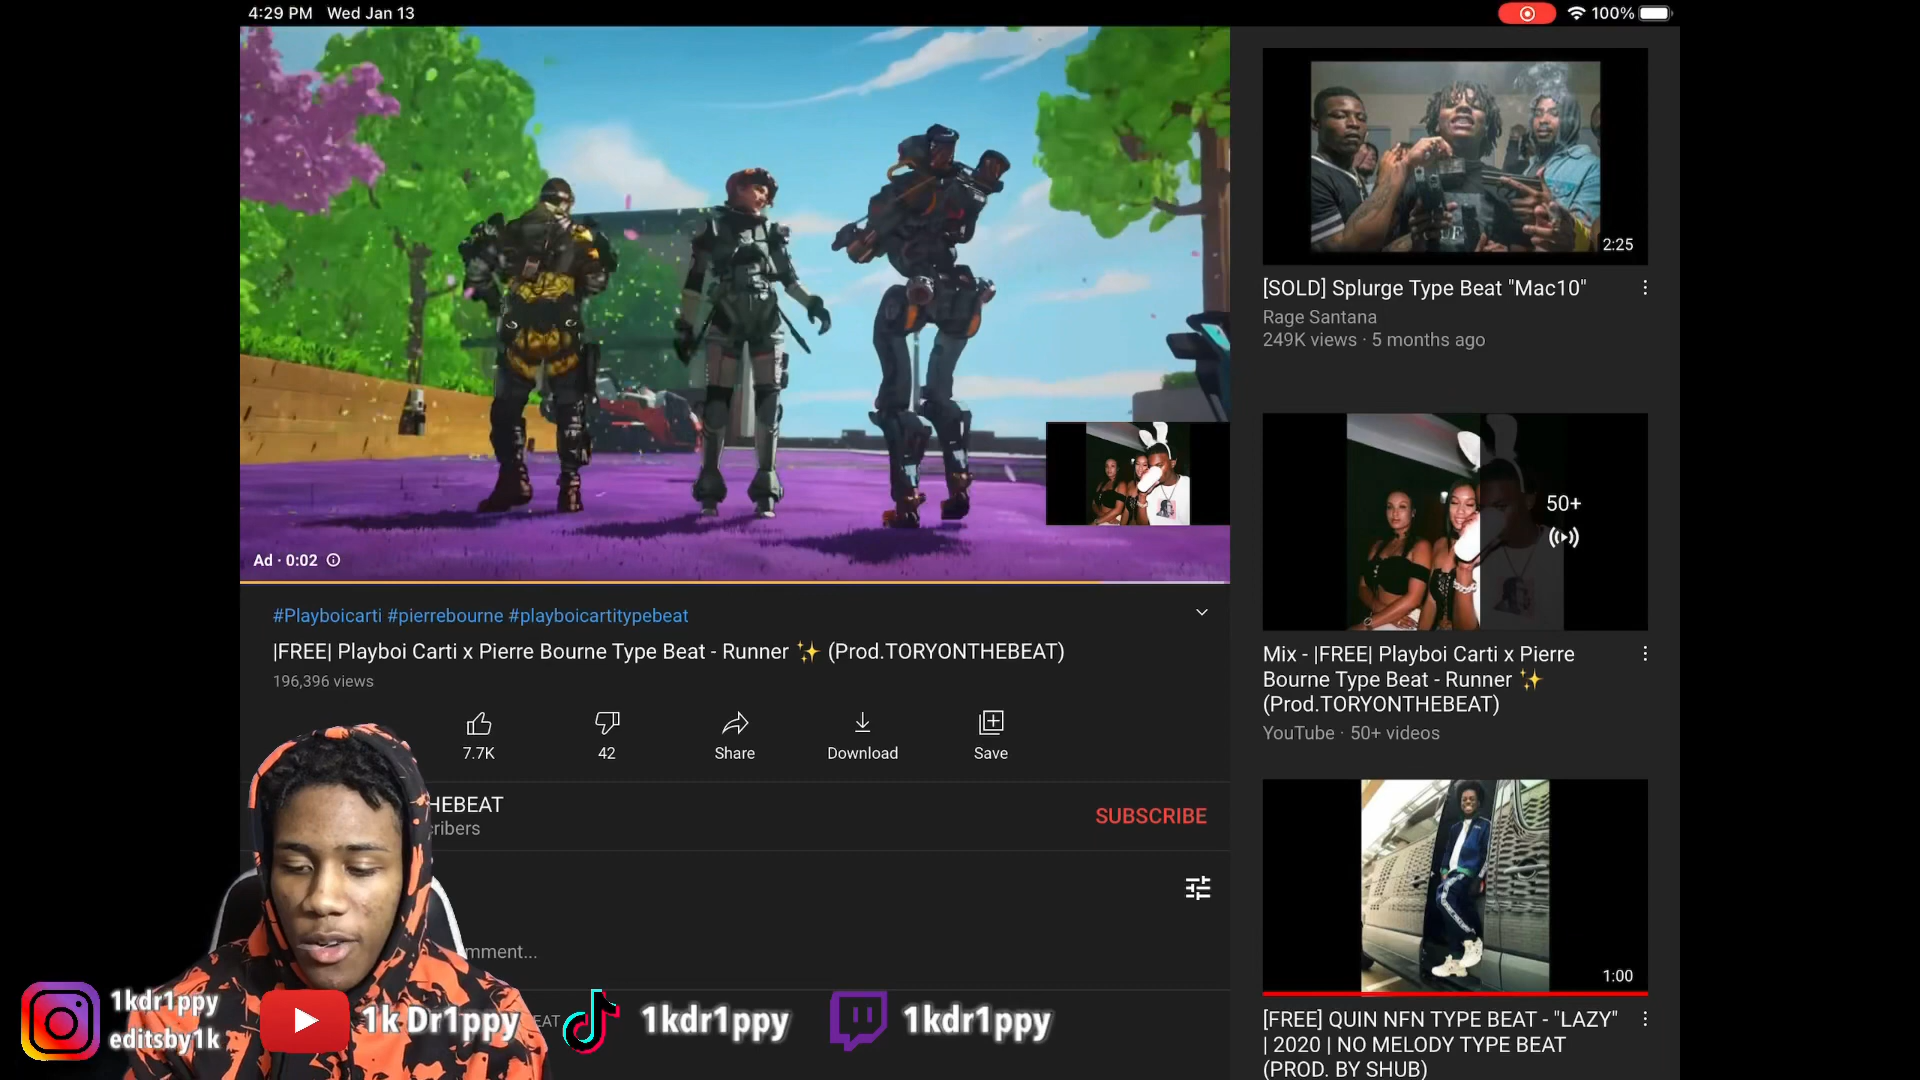 4:29 PM Wed Jan 13
100%
2:25
[SOLD] Splurge Type Beat "Mac10"
Rage Santana
249K views · 5 months ago
Ad · 0:02
#Playboicarti #pierrebourne #playboicartitypebeat
|FREE| Playboi Carti x Pierre Bourne Type Beat - Runner ✨ (Prod.TORYONTHEBEAT)
196,396 views
7.7K
42
Share
Download
Save
HEBEAT
cribers
SUBSCRIBE
mment...
EAT
50+
Mix - |FREE| Playboi Carti x Pierre
Bourne Type Beat - Runner ✨
(Prod.TORYONTHEBEAT)
YouTube · 50+ videos
1:00
[FREE] QUIN NFN TYPE BEAT - "LAZY"
| 2020 | NO MELODY TYPE BEAT
(PROD. BY SHUB)
1kdr1ppy
editsby1k
1k Dr1ppy
1kdr1ppy
1kdr1ppy